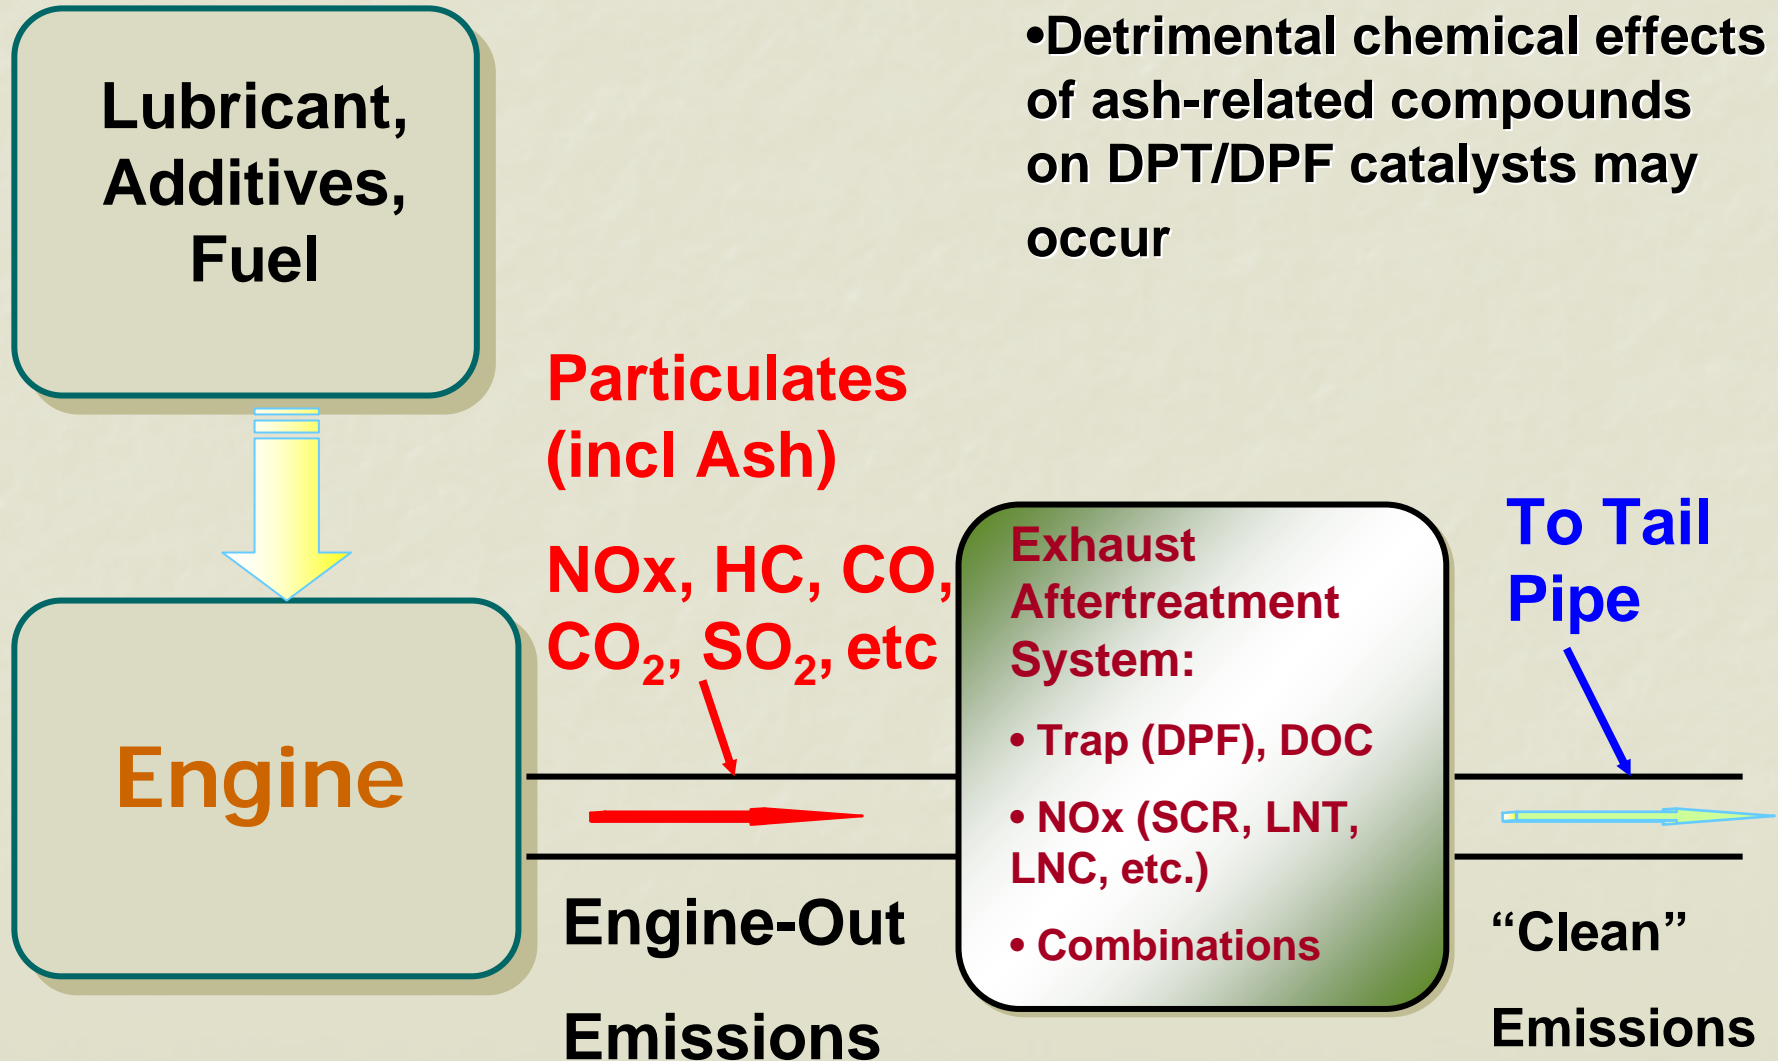 Lubricant,
Additives,
Fuel
•Detrimental chemical effects
of ash-related compounds
on DPT/DPF catalysts may
occur
Particulates
(incl Ash)
NOx, HC, CO,
CO₂, SO₂, etc
Engine
Engine-Out
Emissions
Exhaust
Aftertreatment
System:
• Trap (DPF), DOC
• NOx (SCR, LNT,
LNC, etc.)
• Combinations
To Tail
Pipe
“Clean”
Emissions